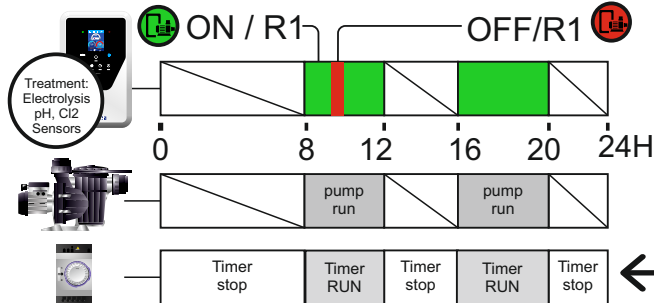 ON / R1
OFF/R1
Treatment:
Electrolysis
pH, Cl2
Sensors
0 8 12 16 20 24H
pump
run
pump
run
Timer
stop
Timer
RUN
Timer
stop
Timer
RUN
Timer
stop